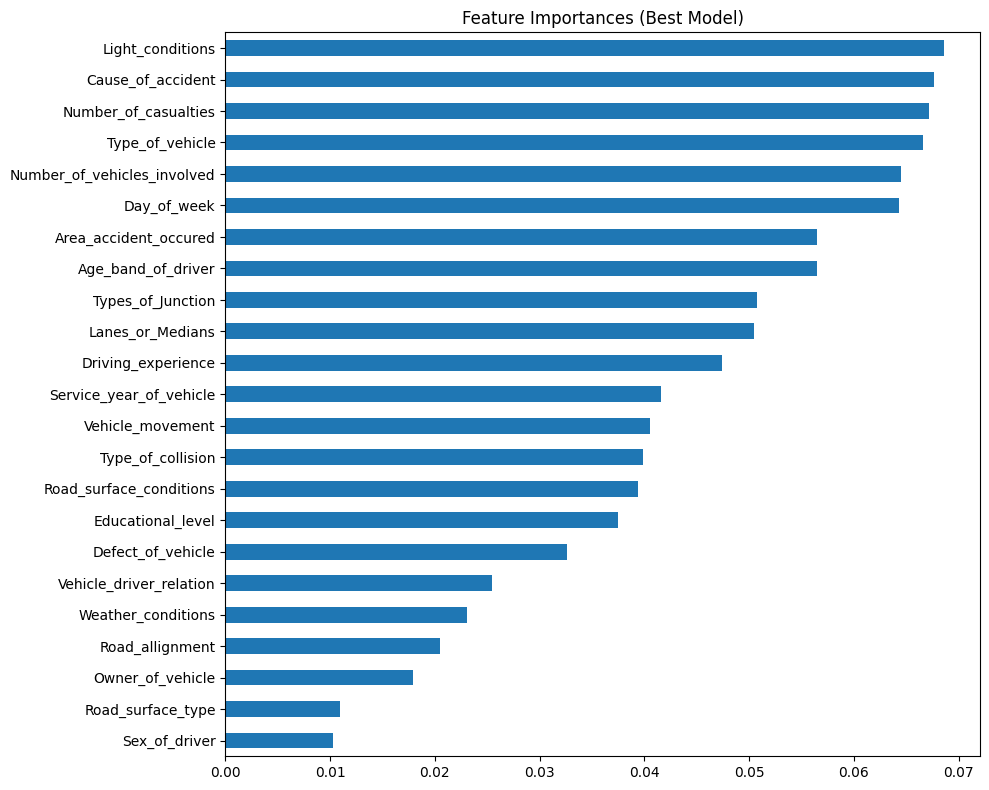 Feature Importances (Best Model)
Light_conditions
Cause_of_accident
Number_of_casualties
Type_of_vehicle
Number_of_vehicles_involved
Day_of_week
Area_accident_occured
Age_band_of_driver
Types_of_Junction
Lanes_or_Medians
Driving_experience
Service_year_of_vehicle
Vehicle_movement
Type_of_collision
Road_surface_conditions
Educational_level
Defect_of_vehicle
Vehicle_driver_relation
Weather_conditions
Road_allignment
Owner_of_vehicle
Road_surface_type
Sex_of_driver
0.00 0.01 0.02 0.03 0.04 0.05 0.06 0.07